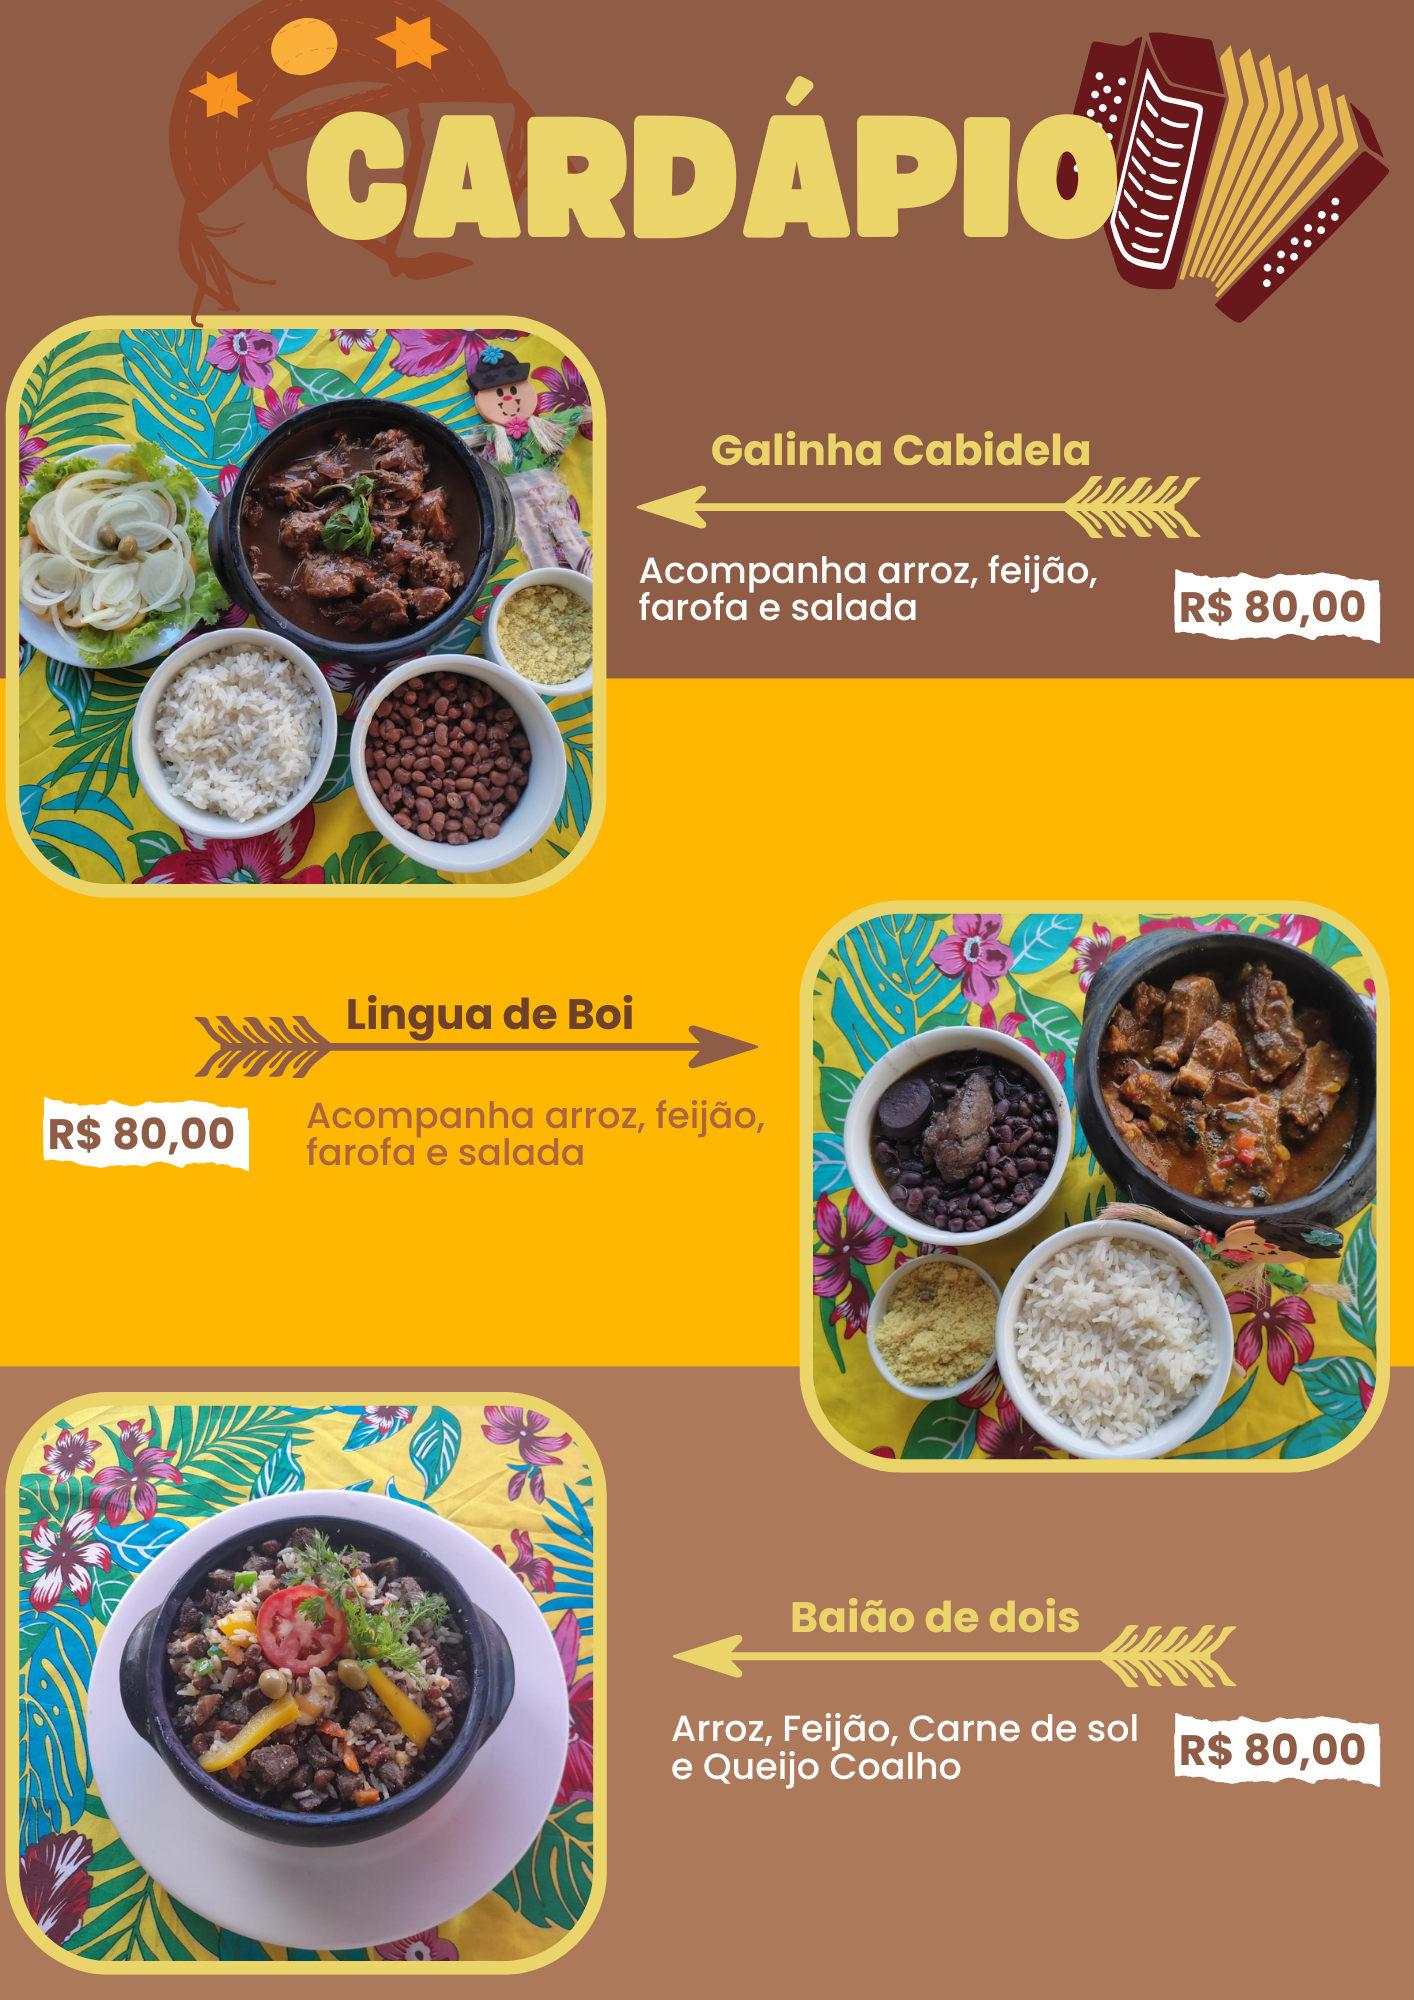 CARDÁPIO
Galinha Cabidela
Acompanha arroz, feijão,
farofa e salada
R$ 80,00
Lingua de Boi
R$ 80,00
Acompanha arroz, feijão,
farofa e salada
Baião de dois
Arroz, Feijão, Carne de sol
e Queijo Coalho
R$ 80,00